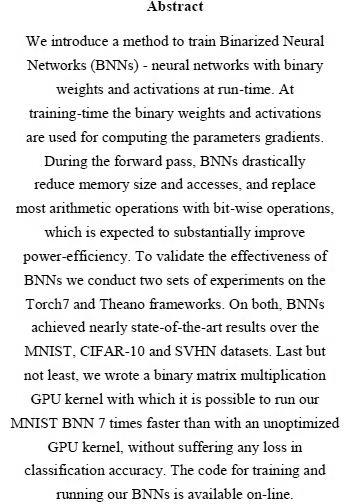 Abstract
We introduce a method to train Binarized Neural
Networks (BNNs) - neural networks with binary
weights and activations at run-time. At
training-time the binary weights and activations
are used for computing the parameters gradients.
During the forward pass, BNNs drastically
reduce memory size and accesses, and replace
most arithmetic operations with bit-wise operations,
which is expected to substantially improve
power-efficiency. To validate the effectiveness of
BNNs we conduct two sets of experiments on the
Torch7 and Theano frameworks. On both, BNNs
achieved nearly state-of-the-art results over the
MNIST, CIFAR-10 and SVHN datasets. Last but
not least, we wrote a binary matrix multiplication
GPU kernel with which it is possible to run our
MNIST BNN 7 times faster than with an unoptimized
GPU kernel, without suffering any loss in
classification accuracy. The code for training and
running our BNNs is available on-line.